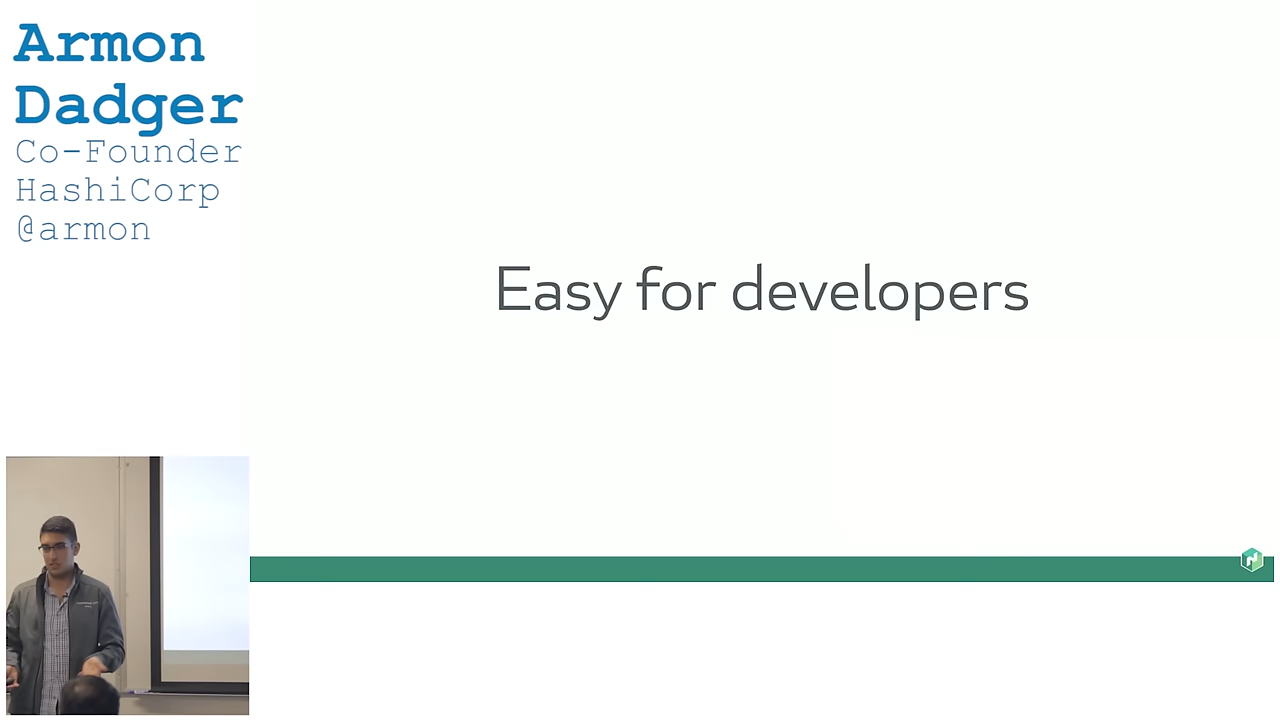 Armon
Dadger
Co-Founder
HashiCorp
@armon
Easy for developers